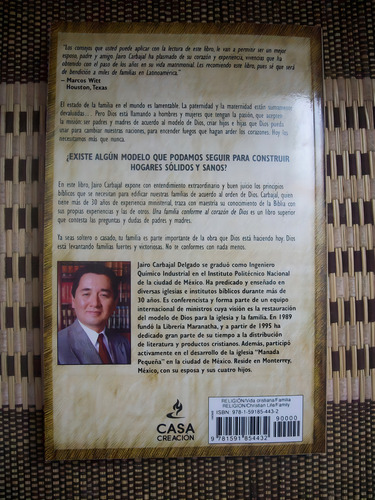 "Los consejos que usted puede aplicar con la lectura de este libro, le van a permitir ser un mejor
esposo, padre y amigo. Jairo Carbajal ha plasmado de su corazón y experiencia, vivencias que ha
obtenido con el paso de los años en su vida matrimonial. Les recomiendo este libro, pues sé que será
de bendición a miles de familias en Latinoamérica."
— Marcos Witt
Houston, Texas
El estado de la familia en el mundo es lamentable. La paternidad y la maternidad están
devaluadas... Pero Dios está llamando a hombres y mujeres que tengan la pasión, que
la misión: ser padres y madres de acuerdo al modelo de Dios, criar hijos e hijas que Dios pueda
usar para cambiar nuestras naciones, para encender fuegos que hagan arder los corazones. Hoy los
necesitamos más que nunca.
¿EXISTE ALGÚN MODELO QUE PODAMOS SEGUIR PARA CONSTRUIR
HOGARES SÓLIDOS Y SANOS?
En este libro, Jairo Carbajal expone con entendimiento extraordinario y buen juicio los principios
bíblicos que se necesitan para edificar nuestras familias de acuerdo al orden de Dios. Carbajal, quien
tiene más de 30 años de experiencia ministerial, traza con maestría su conocimiento de la Biblia con
sus propias experiencias y las de otros. Una familia conforme al corazón de Dios es un libro superior
que contesta las preguntas y dudas de padres y madres.
Ya seas soltero o casado, tu familia es parte importante de la obra que Dios está haciendo hoy. Dios
está levantando familias fuertes y victoriosas. No te conformes con nada menos.
Jairo Carbajal Delgado se graduó como Ingeniero
Químico Industrial en el Instituto Politécnico Nacional
de la ciudad de México. Ha predicado y enseñado en
diversas iglesias e institutos bíblicos durante más de
30 años. Es conferencista y forma parte de un equipo
internacional de ministros cuya visión es la restauración
del modelo de Dios para la iglesia y la familia. En 1989
fundó la Librería Maranatha, y a partir de 1995 ha
dedicado gran parte de su tiempo a la distribución
de literatura y productos cristianos. Además, participó
activamente en el desarrollo de la iglesia "Manada
Pequeña" en la ciudad de México. Reside en Monterrey,
México, con su esposa y sus cuatro hijos.
CASA
CREACIÓN
RELIGIÓN/Vida cristiana/Familia
RELIGION/Christian Life/Family
ISBN: 978-1-59185-443-2
90000
9 781591 854432